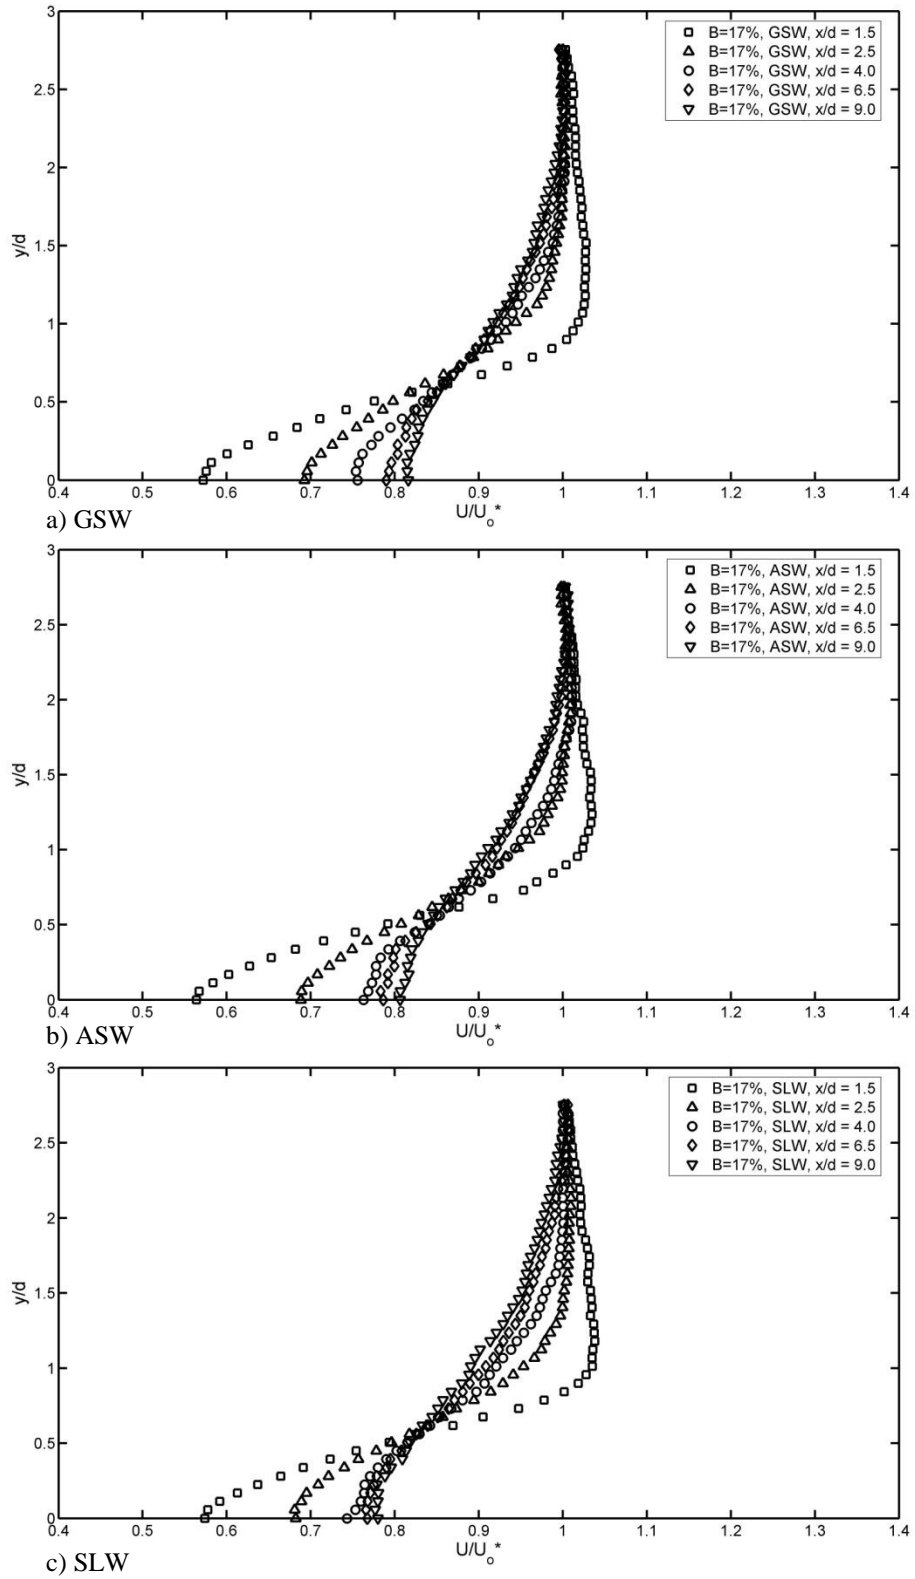 3
2.5
2
1.5
1
0.5
0
y/d
B=17%, GSW, x/d = 1.5
B=17%, GSW, x/d = 2.5
B=17%, GSW, x/d = 4.0
B=17%, GSW, x/d = 6.5
B=17%, GSW, x/d = 9.0
0.4 0.5 0.6 0.7 0.8 0.9 1 1.1 1.2 1.3 1.4
U/Uo*
a) GSW
3
2.5
2
1.5
1
0.5
0
y/d
B=17%, ASW, x/d = 1.5
B=17%, ASW, x/d = 2.5
B=17%, ASW, x/d = 4.0
B=17%, ASW, x/d = 6.5
B=17%, ASW, x/d = 9.0
0.4 0.5 0.6 0.7 0.8 0.9 1 1.1 1.2 1.3 1.4
U/Uo*
b) ASW
3
2.5
2
1.5
1
0.5
0
y/d
B=17%, SLW, x/d = 1.5
B=17%, SLW, x/d = 2.5
B=17%, SLW, x/d = 4.0
B=17%, SLW, x/d = 6.5
B=17%, SLW, x/d = 9.0
0.4 0.5 0.6 0.7 0.8 0.9 1 1.1 1.2 1.3 1.4
U/Uo*
c) SLW